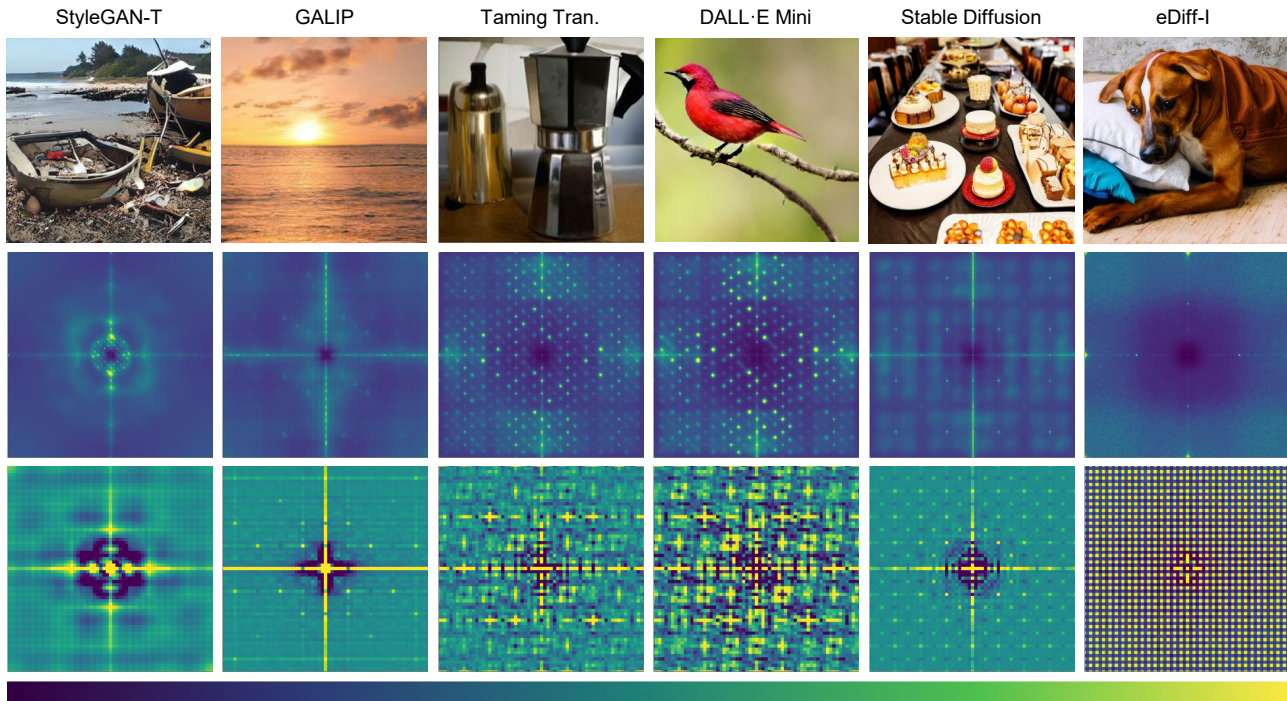 StyleGAN-T
GALIP
Taming Tran.
DALL·E Mini
Stable Diffusion
eDiff-I